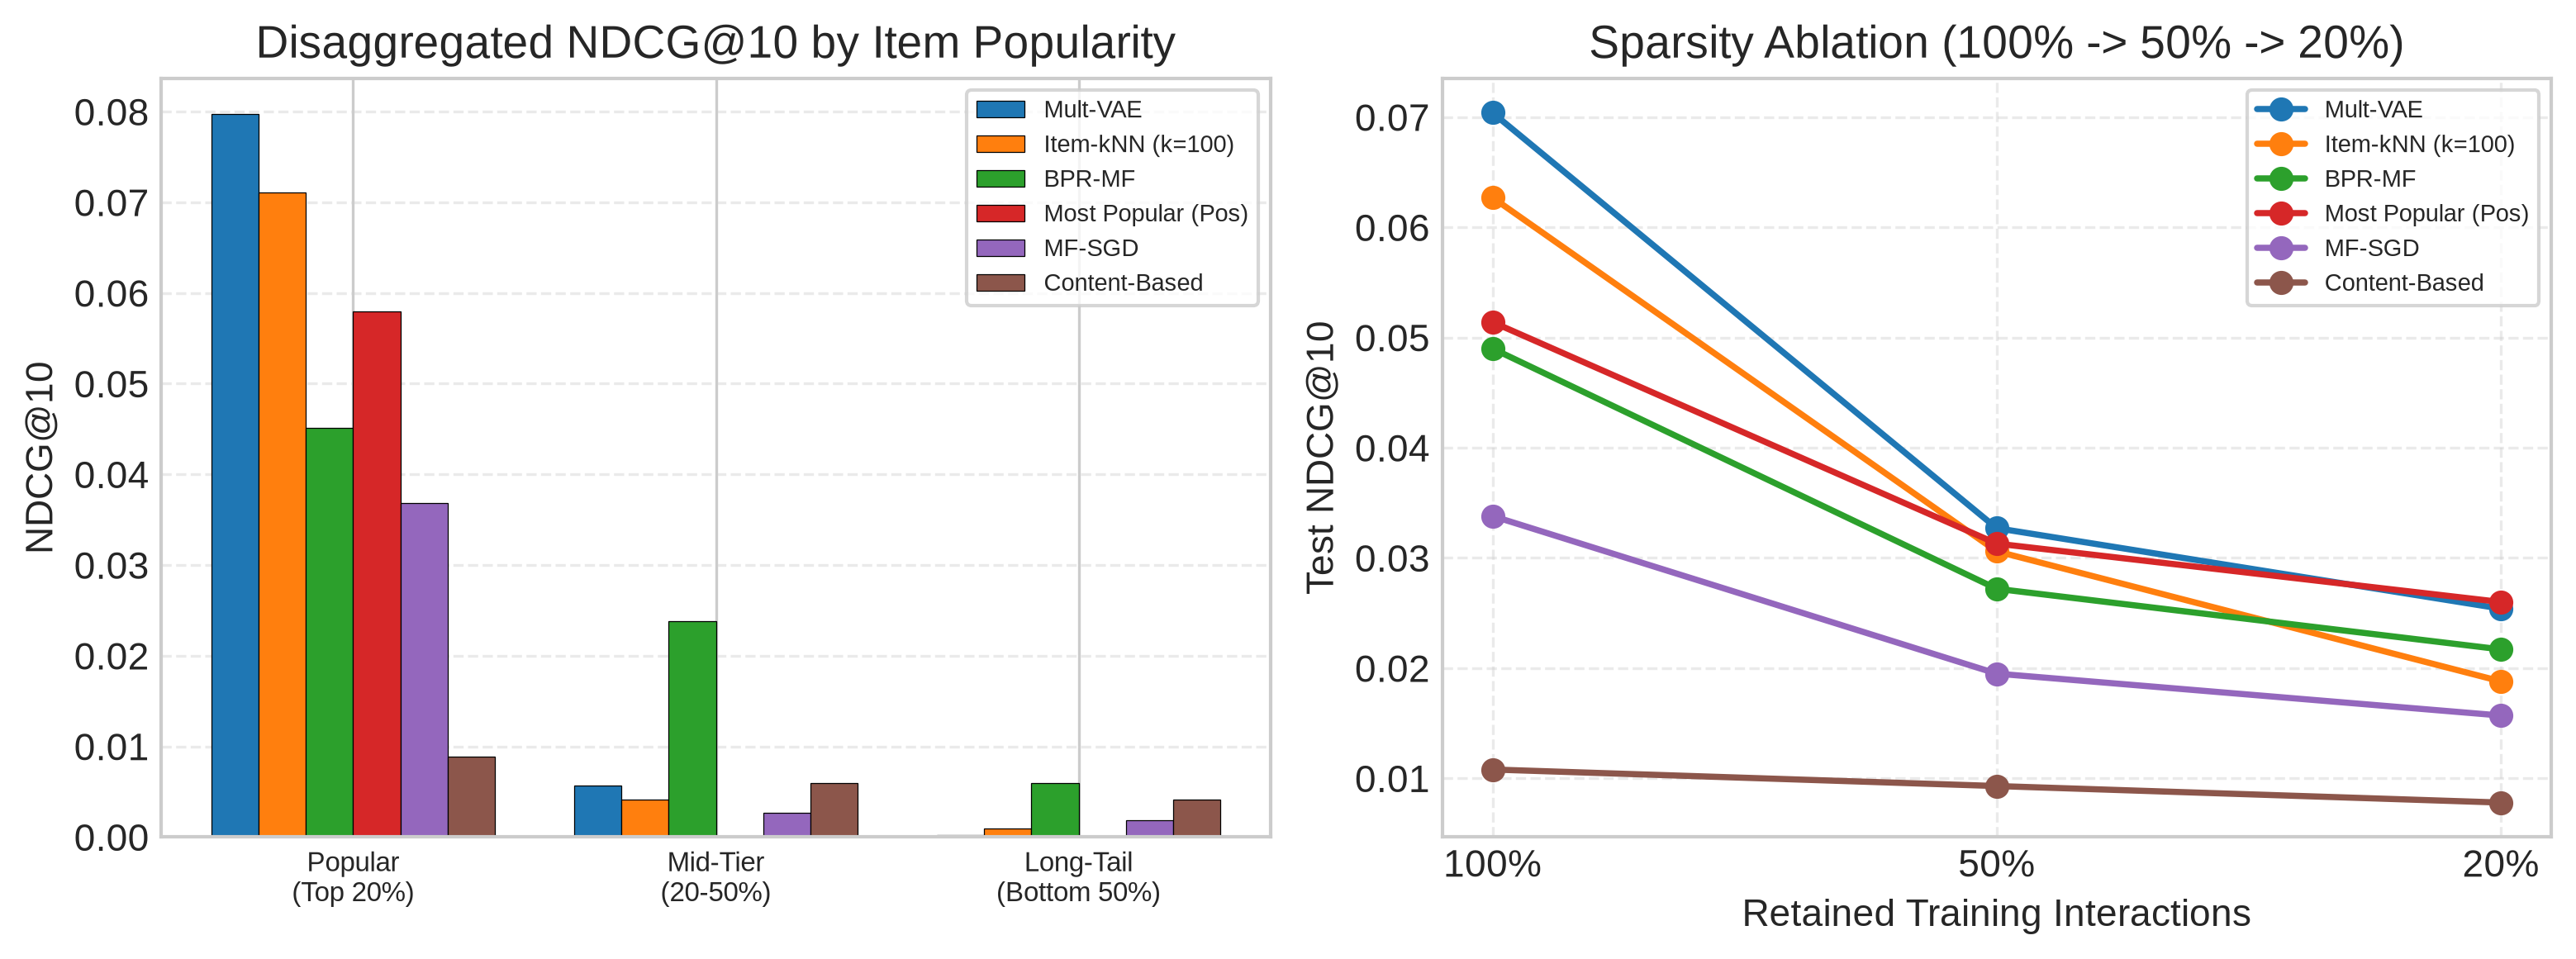 Disaggregated NDCG@10 by Item Popularity
NDCG@10
0.08
0.07
0.06
0.05
0.04
0.03
0.02
0.01
0.00
Mult-VAE
Item-kNN (k=100)
BPR-MF
Most Popular (Pos)
MF-SGD
Content-Based
Popular
(Top 20%)
Mid-Tier
(20-50%)
Long-Tail
(Bottom 50%)
Sparsity Ablation (100% -> 50% -> 20%)
Test NDCG@10
0.07
0.06
0.05
0.04
0.03
0.02
0.01
Mult-VAE
Item-kNN (k=100)
BPR-MF
Most Popular (Pos)
MF-SGD
Content-Based
100%
50%
20%
Retained Training Interactions